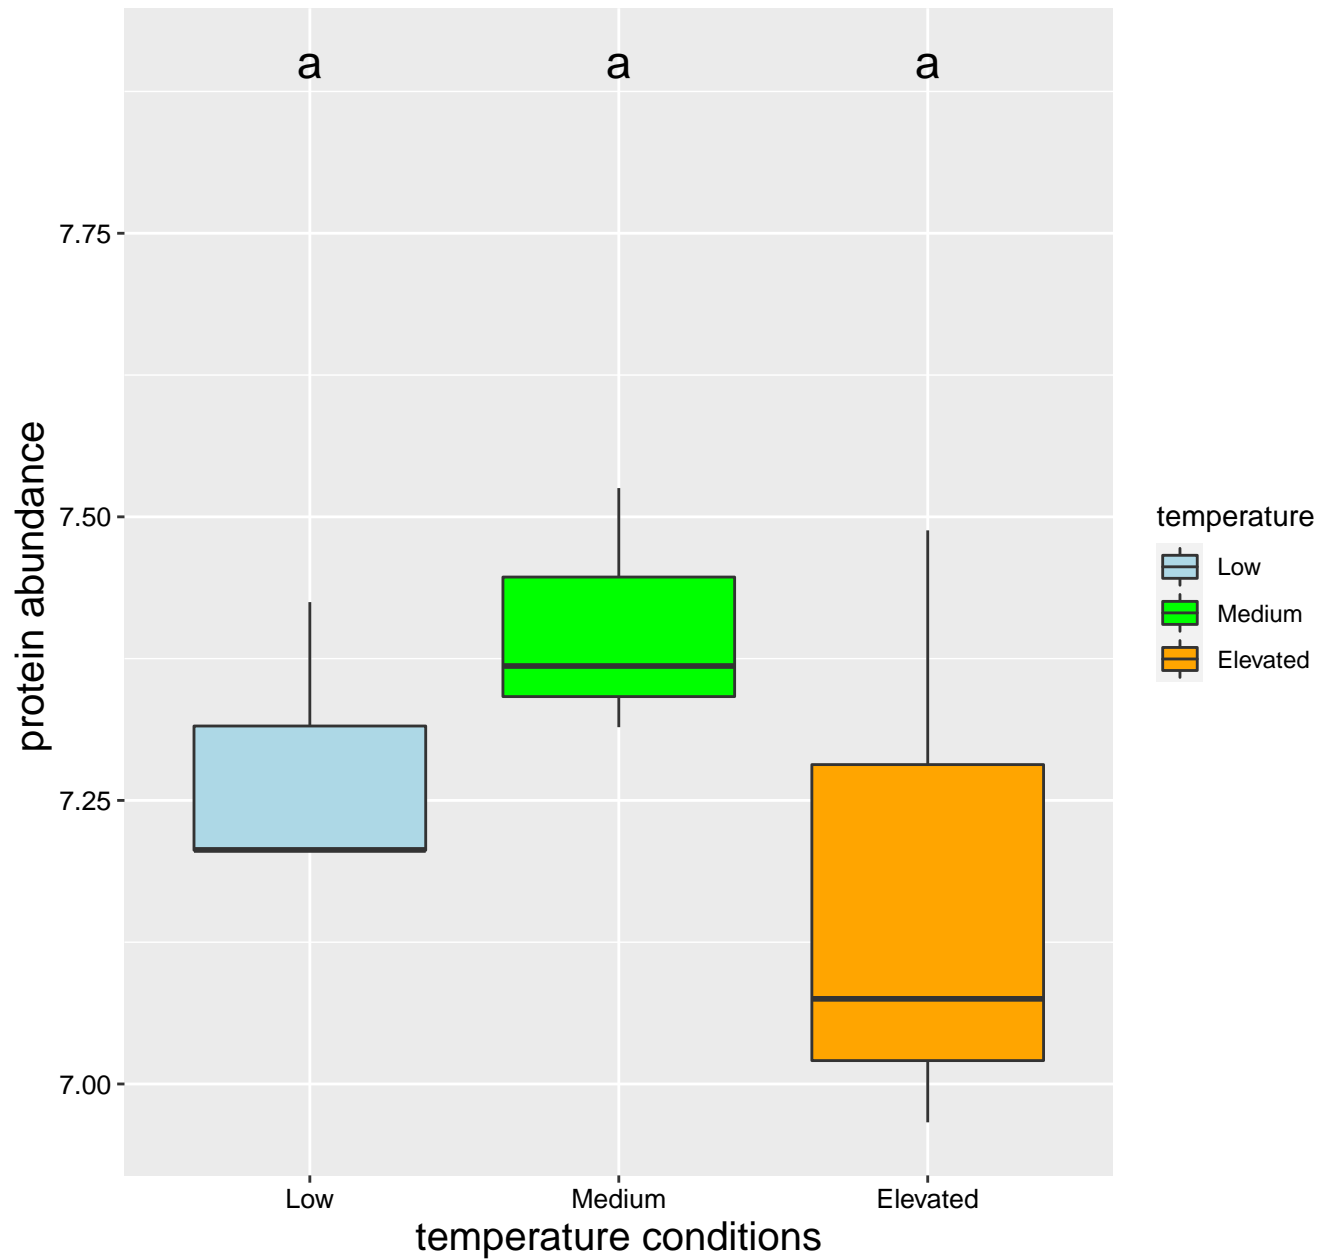 a a a
7.75
7.50
7.25
7.00
protein abundance
Low Medium Elevated
temperature conditions
temperature
Low
Medium
Elevated